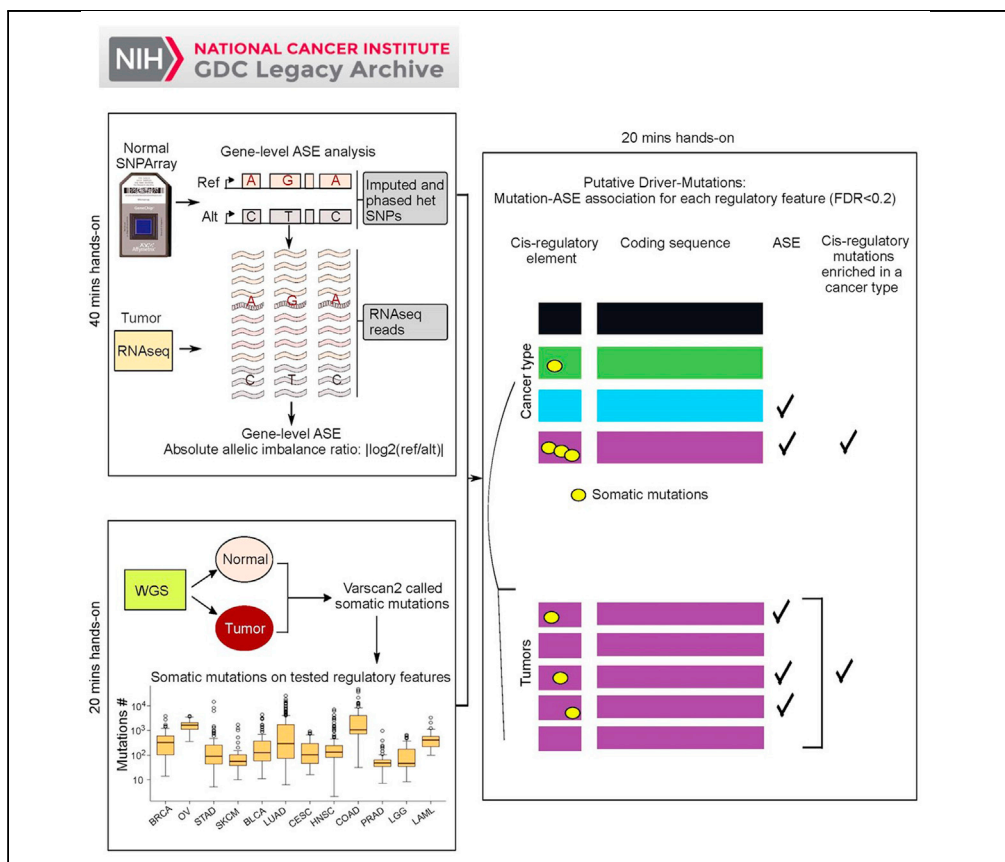 NIH
NATIONAL CANCER INSTITUTE
GDC Legacy Archive
40 mins hands-on
Normal
SNPArray
Gene-level ASE analysis
Ref
A G A
Alt
C T C
Imputed and
phased het
SNPs
A G A
RNAseq
reads
Tumor
RNAseq
C T C
Gene-level ASE
Absolute allelic imbalance ratio: |log2(ref/alt)|
20 mins hands-on
WGS
Normal
Tumor
Varscan2 called
somatic mutations
Somatic mutations on tested regulatory features
Mutations #
10⁴
10³
10²
10
BRCA
OV
STAD
SKCM
BLCA
LUAD
CESC
HNSC
COAD
PRAD
LGG
LAML
20 mins hands-on
Putative Driver-Mutations:
Mutation-ASE association for each regulatory feature (FDR<0.2)
Cis-regulatory
element
Coding sequence
ASE
Cis-regulatory
mutations
enriched in a
cancer type
Cancer type
Somatic mutations
Tumors